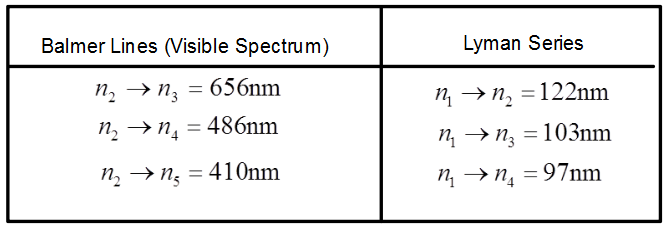 Balmer Lines (Visible Spectrum)
n₂ → n₃ = 656nm
n₂ → n₄ = 486nm
n₂ → n₅ = 410nm
Lyman Series
n₁ → n₂ = 122nm
n₁ → n₃ = 103nm
n₁ → n₄ = 97nm